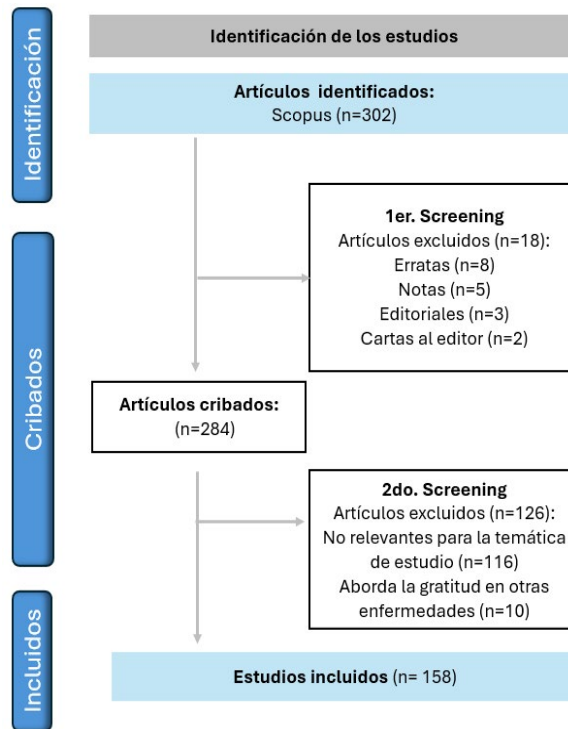 Identificación de los estudios
Identificación
Artículos identificados:
Scopus (n=302)
1er. Screening
Artículos excluidos (n=18):
Erratas (n=8)
Notas (n=5)
Editoriales (n=3)
Cartas al editor (n=2)
Cribados
Artículos cribados:
(n=284)
2do. Screening
Artículos excluidos (n=126):
No relevantes para la temática
de estudio (n=116)
Aborda la gratitud en otras
enfermedades (n=10)
Incluidos
Estudios incluidos (n= 158)